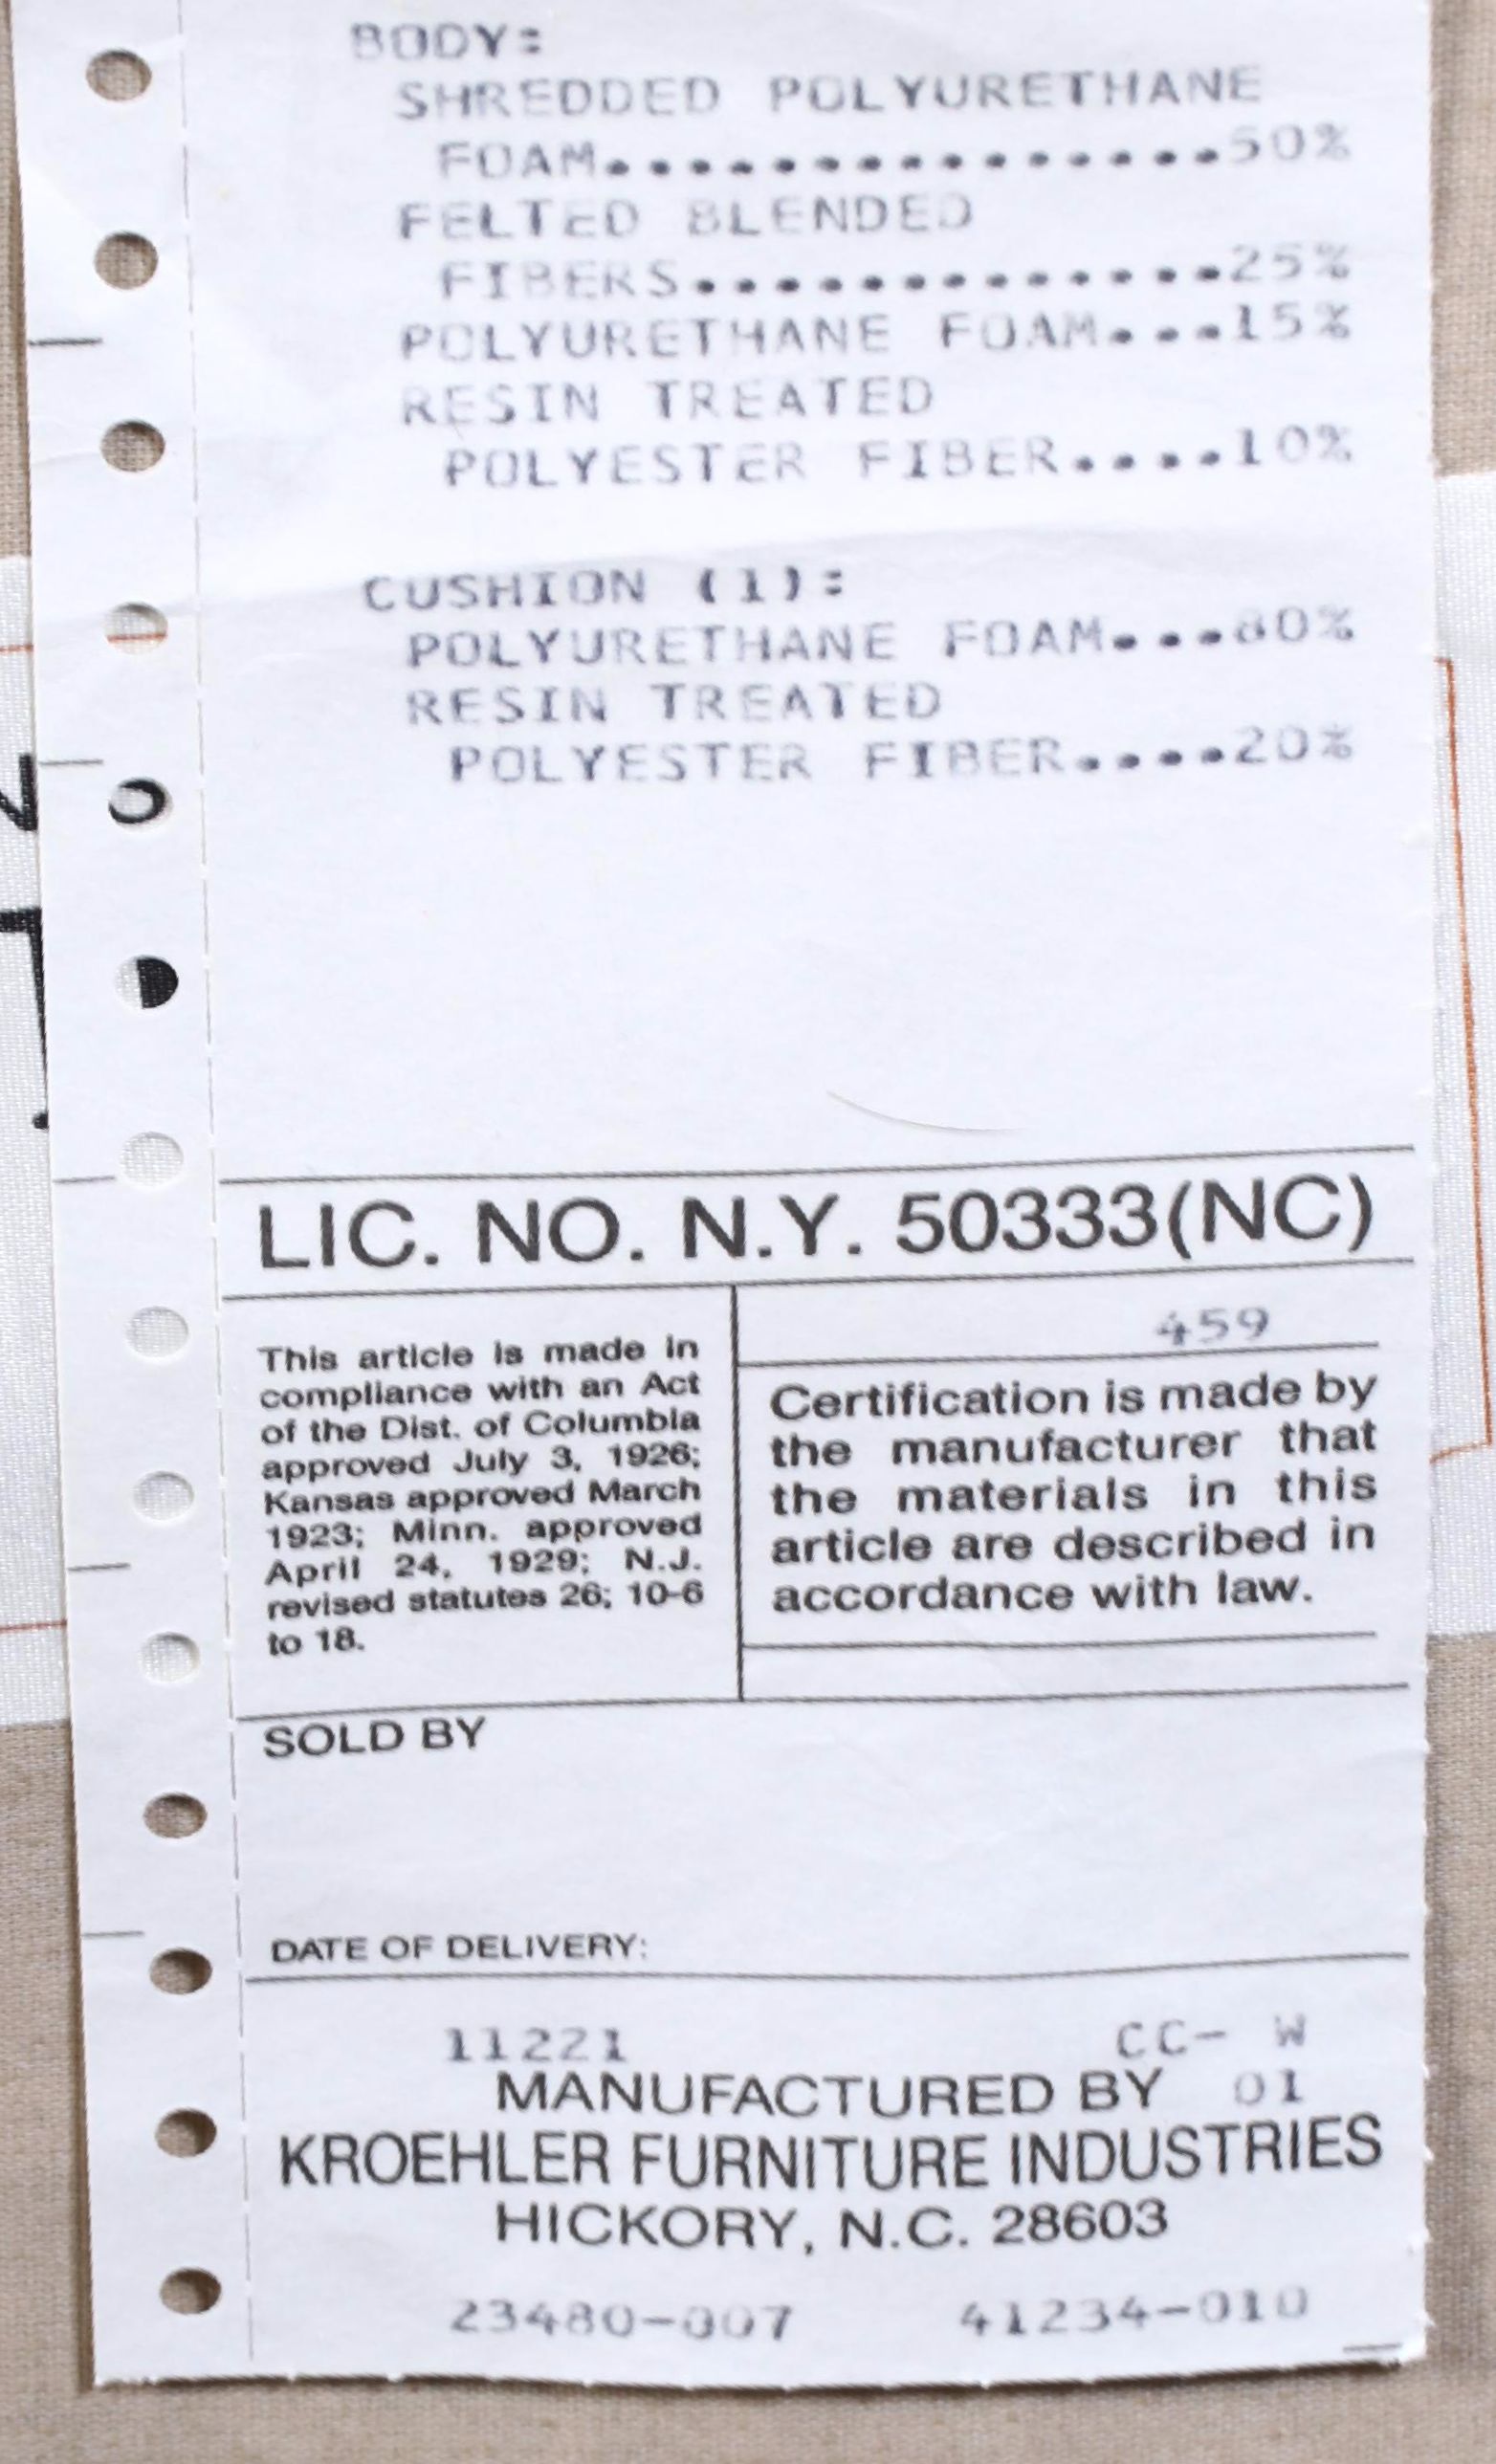 BODY:
SHREDDED POLYURETHANE
FOAM................50%
FELTED BLENDED
FIBERS..............25%
POLYURETHANE FOAM...15%
RESIN TREATED
POLYESTER FIBER....10%
CUSHION (1):
POLYURETHANE FOAM...80%
RESIN TREATED
POLYESTER FIBER....20%
LIC. NO. N.Y. 50333(NC)
This article is made in
compliance with an Act
of the Dist. of Columbia
approved July 3, 1926;
Kansas approved March
1923; Minn. approved
April 24, 1929; N.J.
revised statutes 26; 10-6
to 18.
459
Certification is made by
the manufacturer that
the materials in this
article are described in
accordance with law.
SOLD BY
DATE OF DELIVERY:
11221 CC- W
MANUFACTURED BY 01
KROEHLER FURNITURE INDUSTRIES
HICKORY, N.C. 28603
23480-007 41234-010